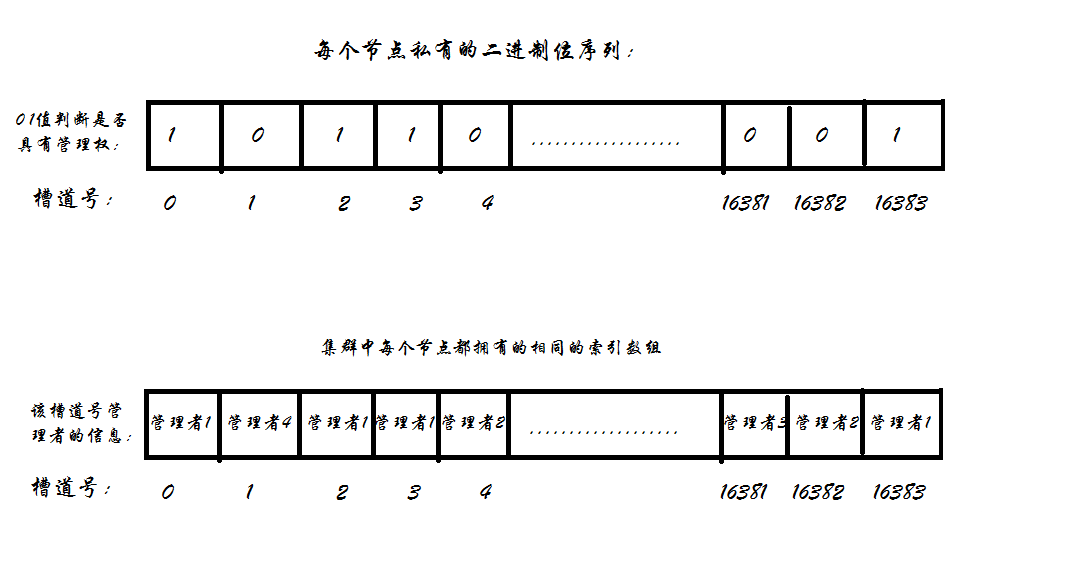 每个节点私有的二进制位序列：
01值判断是否
具有管理权：
1 0 1 1 0 ................... 0 0 1
槽道号： 0 1 2 3 4 16381 16382 16383
集群中每个节点都拥有的相同的索引数组
该槽道号管
理者的信息：
管理者1 管理者4 管理者1 管理者1 管理者2 ................... 管理者3 管理者2 管理者1
槽道号： 0 1 2 3 4 16381 16382 16383